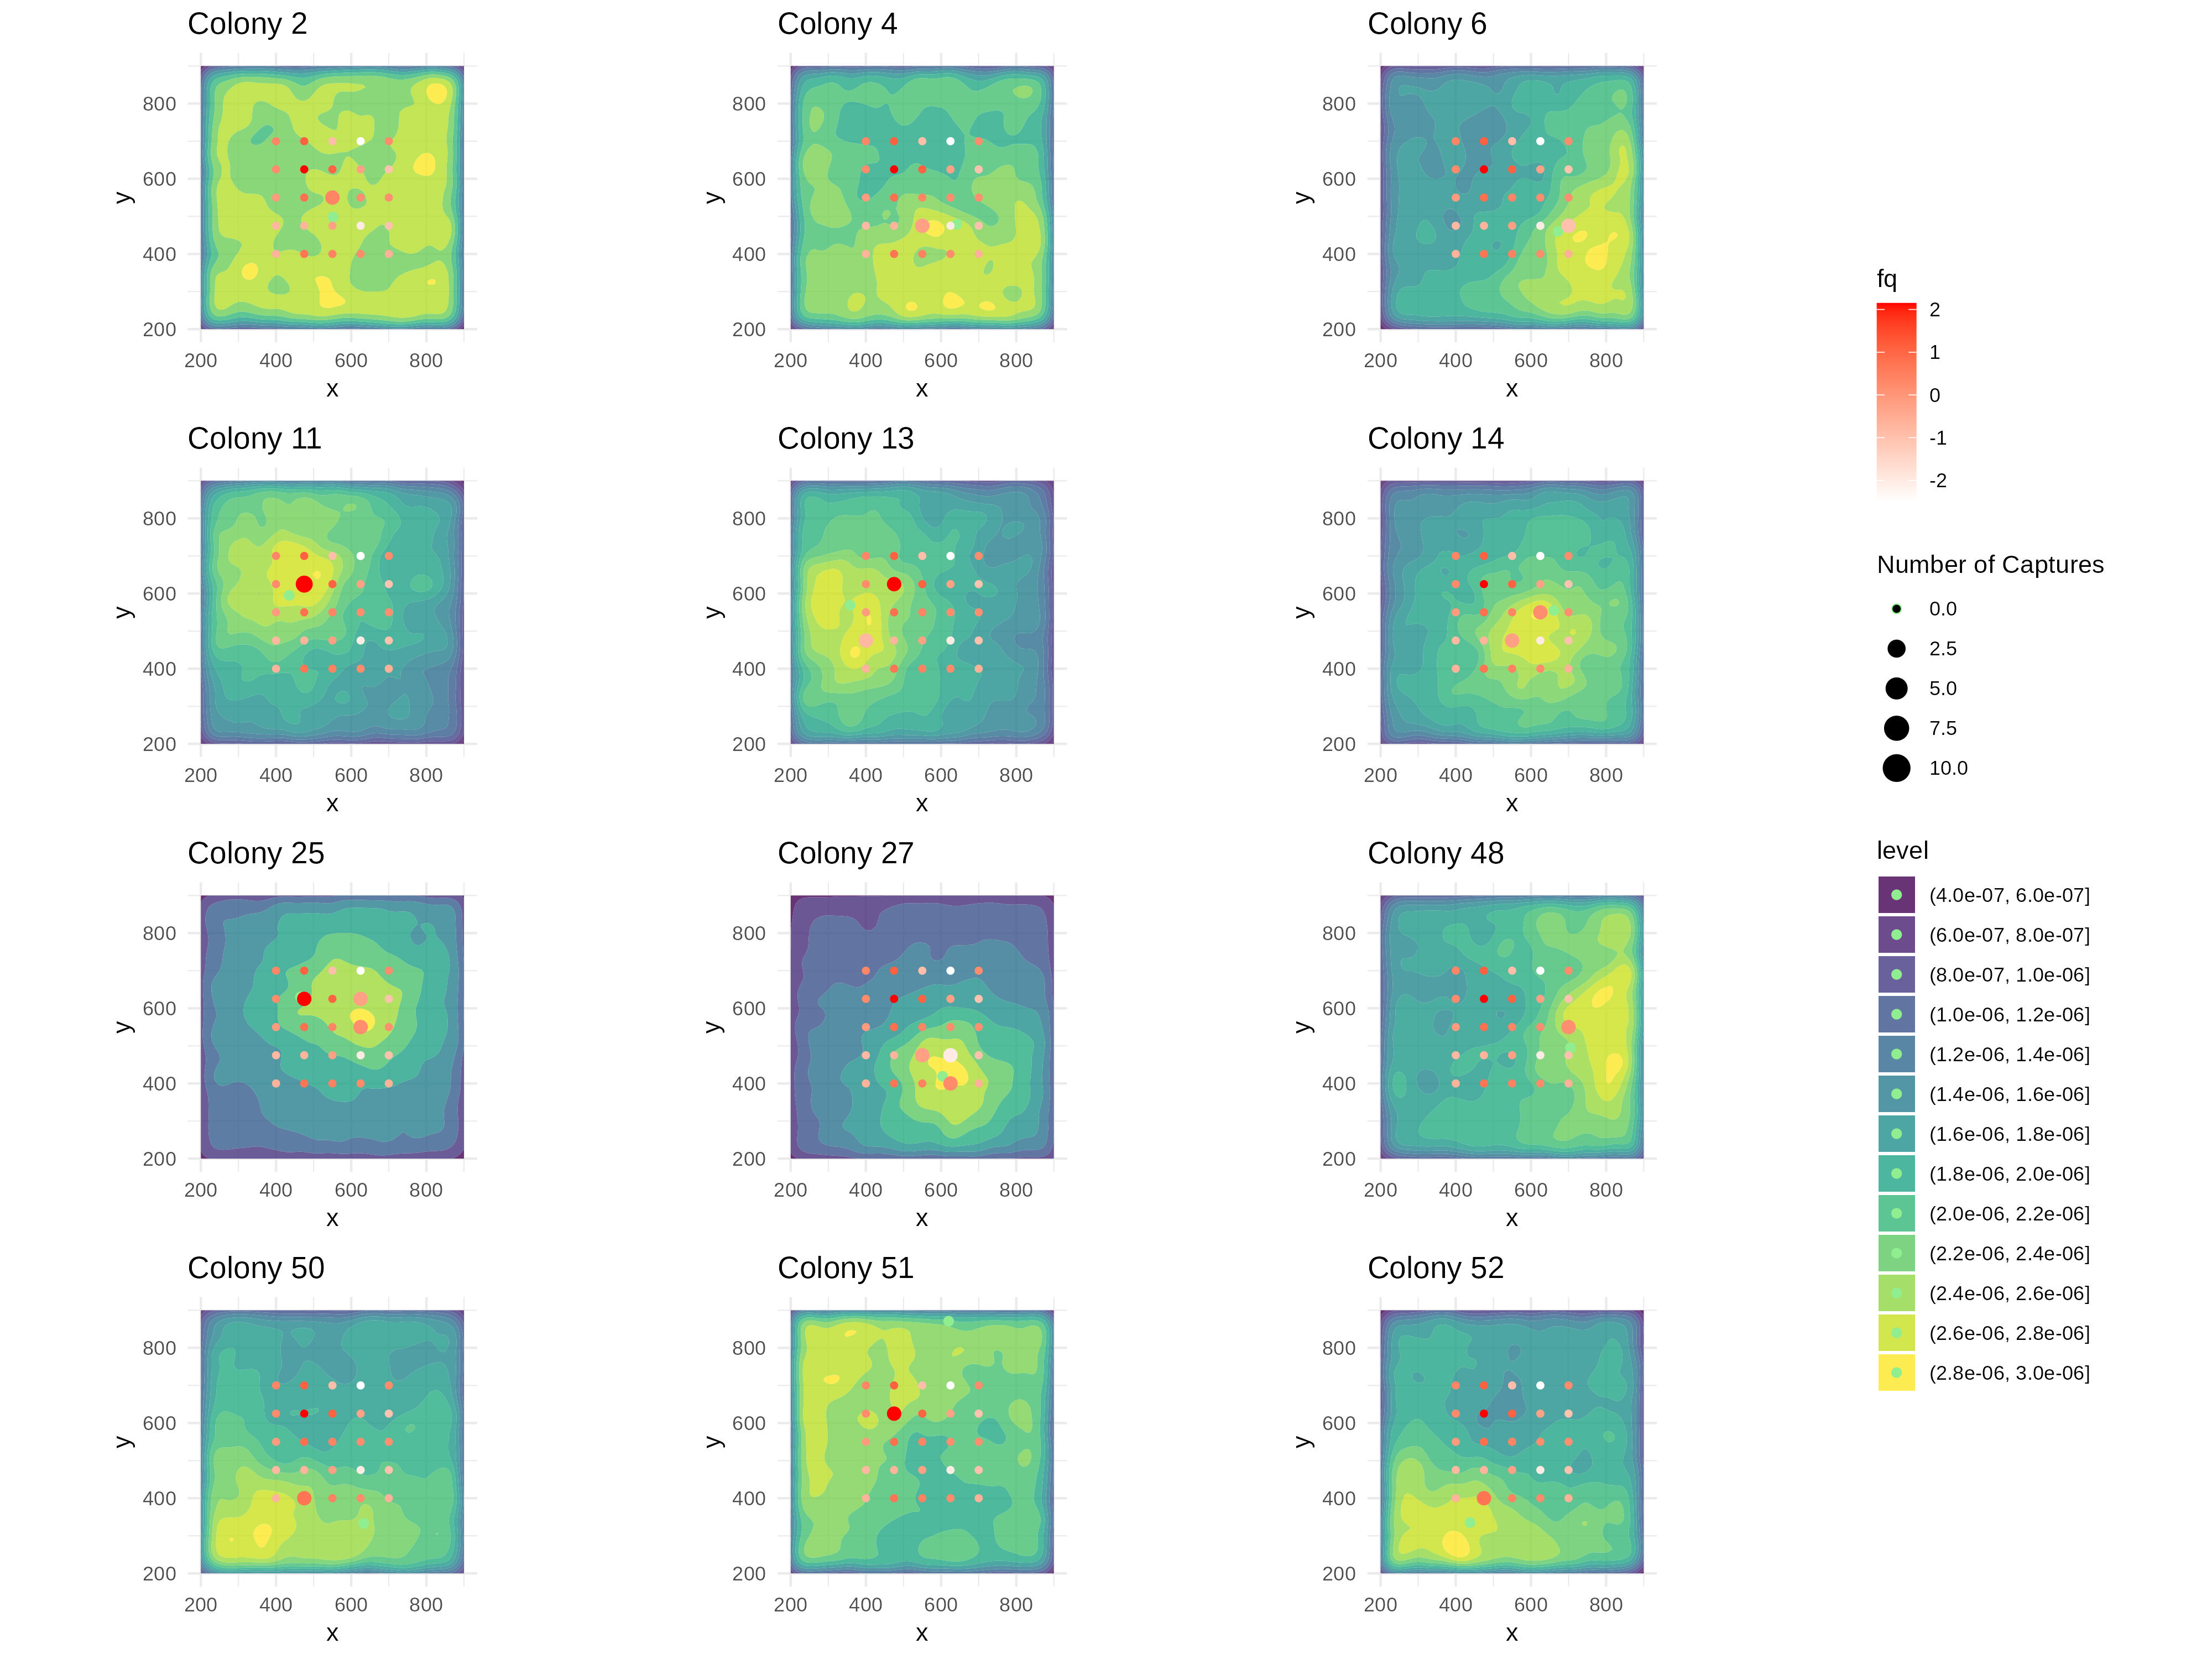 Colony 2
800
600
400
200
y
200 400 600 800
x
Colony 4
800
600
400
200
y
200 400 600 800
x
Colony 6
800
600
400
200
y
200 400 600 800
x
Colony 11
800
600
400
200
y
200 400 600 800
x
Colony 13
800
600
400
200
y
200 400 600 800
x
Colony 14
800
600
400
200
y
200 400 600 800
x
Colony 25
800
600
400
200
y
200 400 600 800
x
Colony 27
800
600
400
200
y
200 400 600 800
x
Colony 48
800
600
400
200
y
200 400 600 800
x
Colony 50
800
600
400
200
y
200 400 600 800
x
Colony 51
800
600
400
200
y
200 400 600 800
x
Colony 52
800
600
400
200
y
200 400 600 800
x
fq
2
1
0
-1
-2
Number of Captures
0.0
2.5
5.0
7.5
10.0
level
(4.0e-07, 6.0e-07]
(6.0e-07, 8.0e-07]
(8.0e-07, 1.0e-06]
(1.0e-06, 1.2e-06]
(1.2e-06, 1.4e-06]
(1.4e-06, 1.6e-06]
(1.6e-06, 1.8e-06]
(1.8e-06, 2.0e-06]
(2.0e-06, 2.2e-06]
(2.2e-06, 2.4e-06]
(2.4e-06, 2.6e-06]
(2.6e-06, 2.8e-06]
(2.8e-06, 3.0e-06]